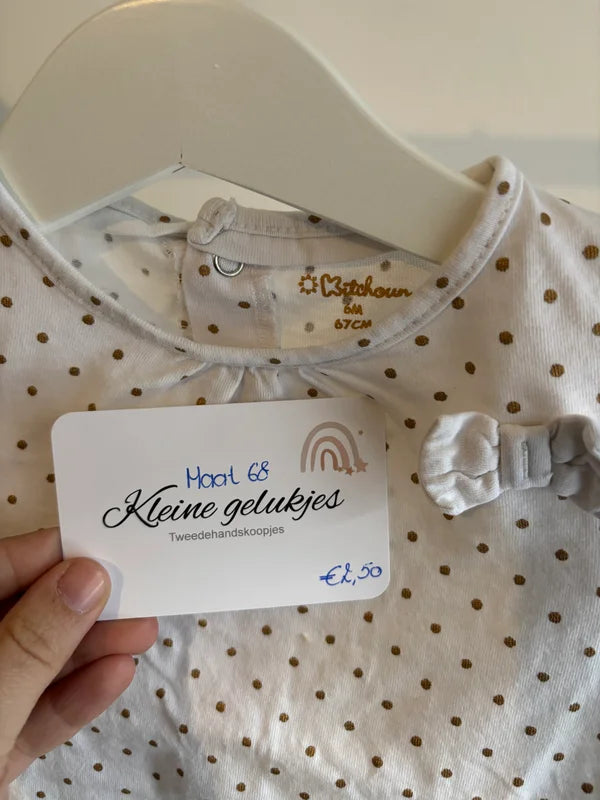 Kitchoun
6M
67CM
Maat 68
Kleine gelukjes
Tweedehandskoopjes
€2,50